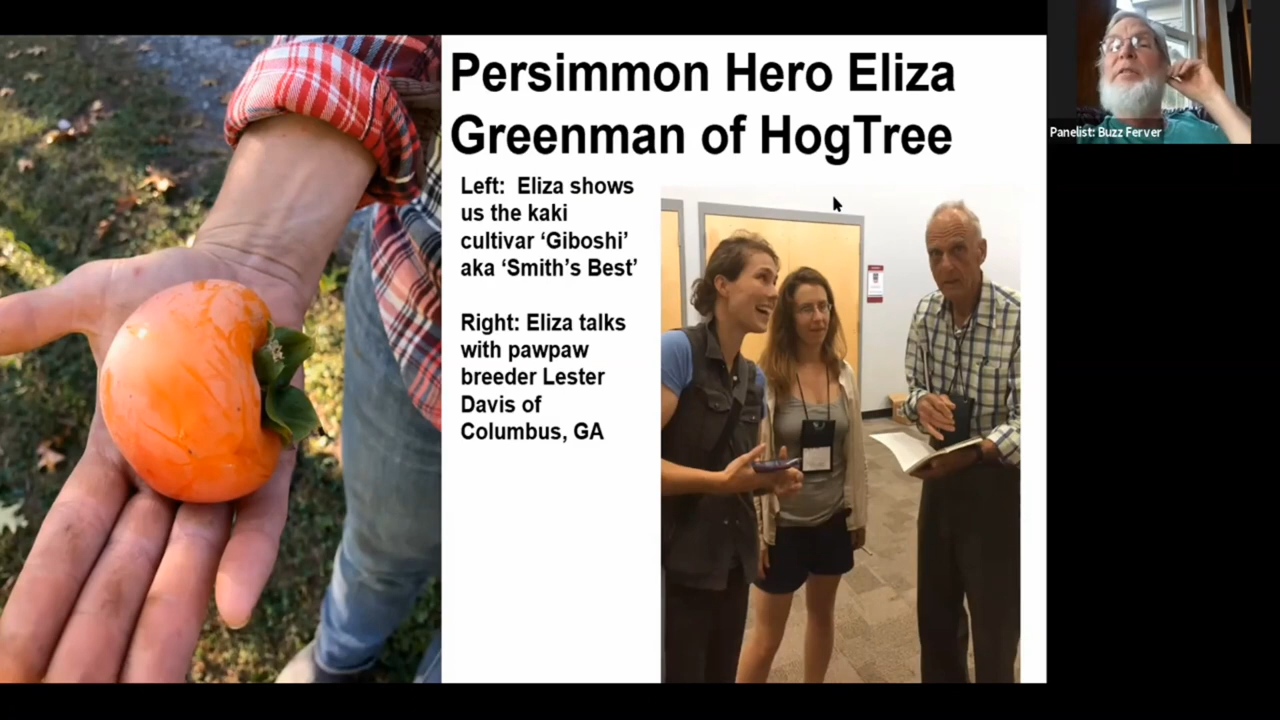 Persimmon Hero Eliza
Greenman of HogTree
Left:  Eliza shows
us the kaki
cultivar ‘Giboshi’
aka ‘Smith’s Best’
Right: Eliza talks
with pawpaw
breeder Lester
Davis of
Columbus, GA
Panelist: Buzz Ferver